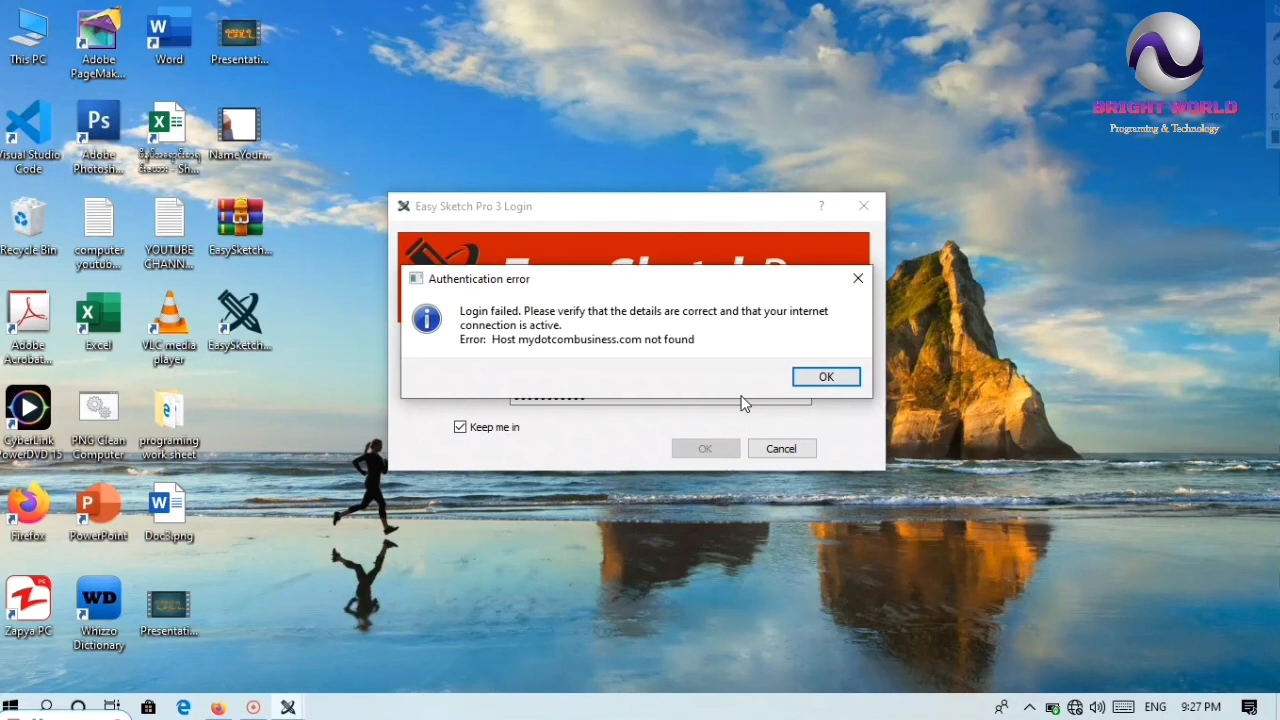 This PC
Adobe
PageMak...
Word
Presentati...
Visual Studio
Code
Ps
Adobe
Photosh...
- Sh...
NameYour...
Recycle Bin
computer
youtub...
YOUTUBE
CHANN...
EasySketch...
Adobe
Acrobat...
Excel
VLC media
player
EasySketch...
CyberLink
PowerDVD 15
PNG Clean
Computer
programing
work sheet
Firefox
PowerPoint
Doc3.png
Zapya PC
WD
Whizzo
Dictionary
Presentati...
BRIGHT WORLD
Programing & Technology
Easy Sketch Pro 3 Login
Authentication error
Login failed. Please verify that the details are correct and that your internet
connection is active.
Error: Host mydotcombusiness.com not found
OK
Keep me in
OK
Cancel
ENG
9:27 PM